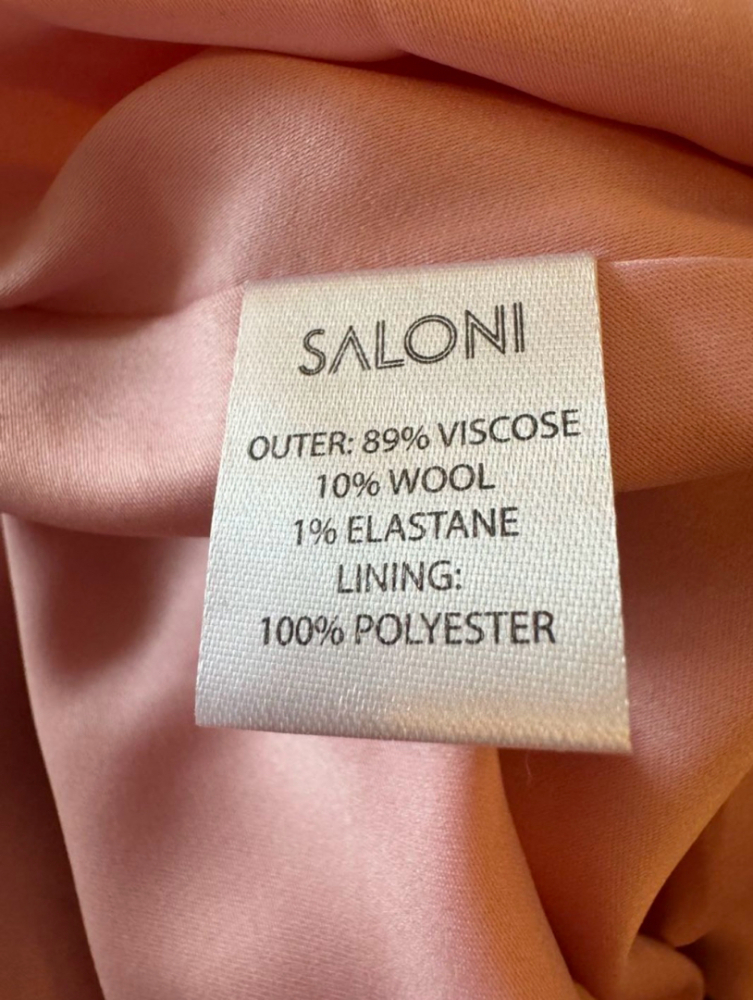 SALONI
OUTER: 89% VISCOSE
10% WOOL
1% ELASTANE
LINING:
100% POLYESTER